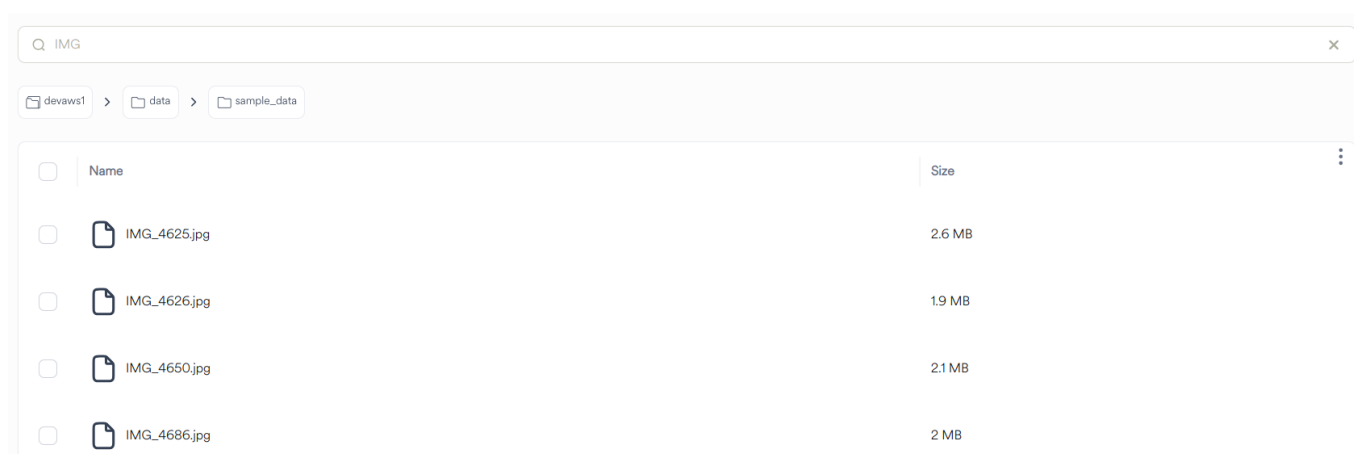 IMG
devaws1 > data > sample_data
Name Size
IMG_4625.jpg 2.6 MB
IMG_4626.jpg 1.9 MB
IMG_4650.jpg 2.1 MB
IMG_4686.jpg 2 MB